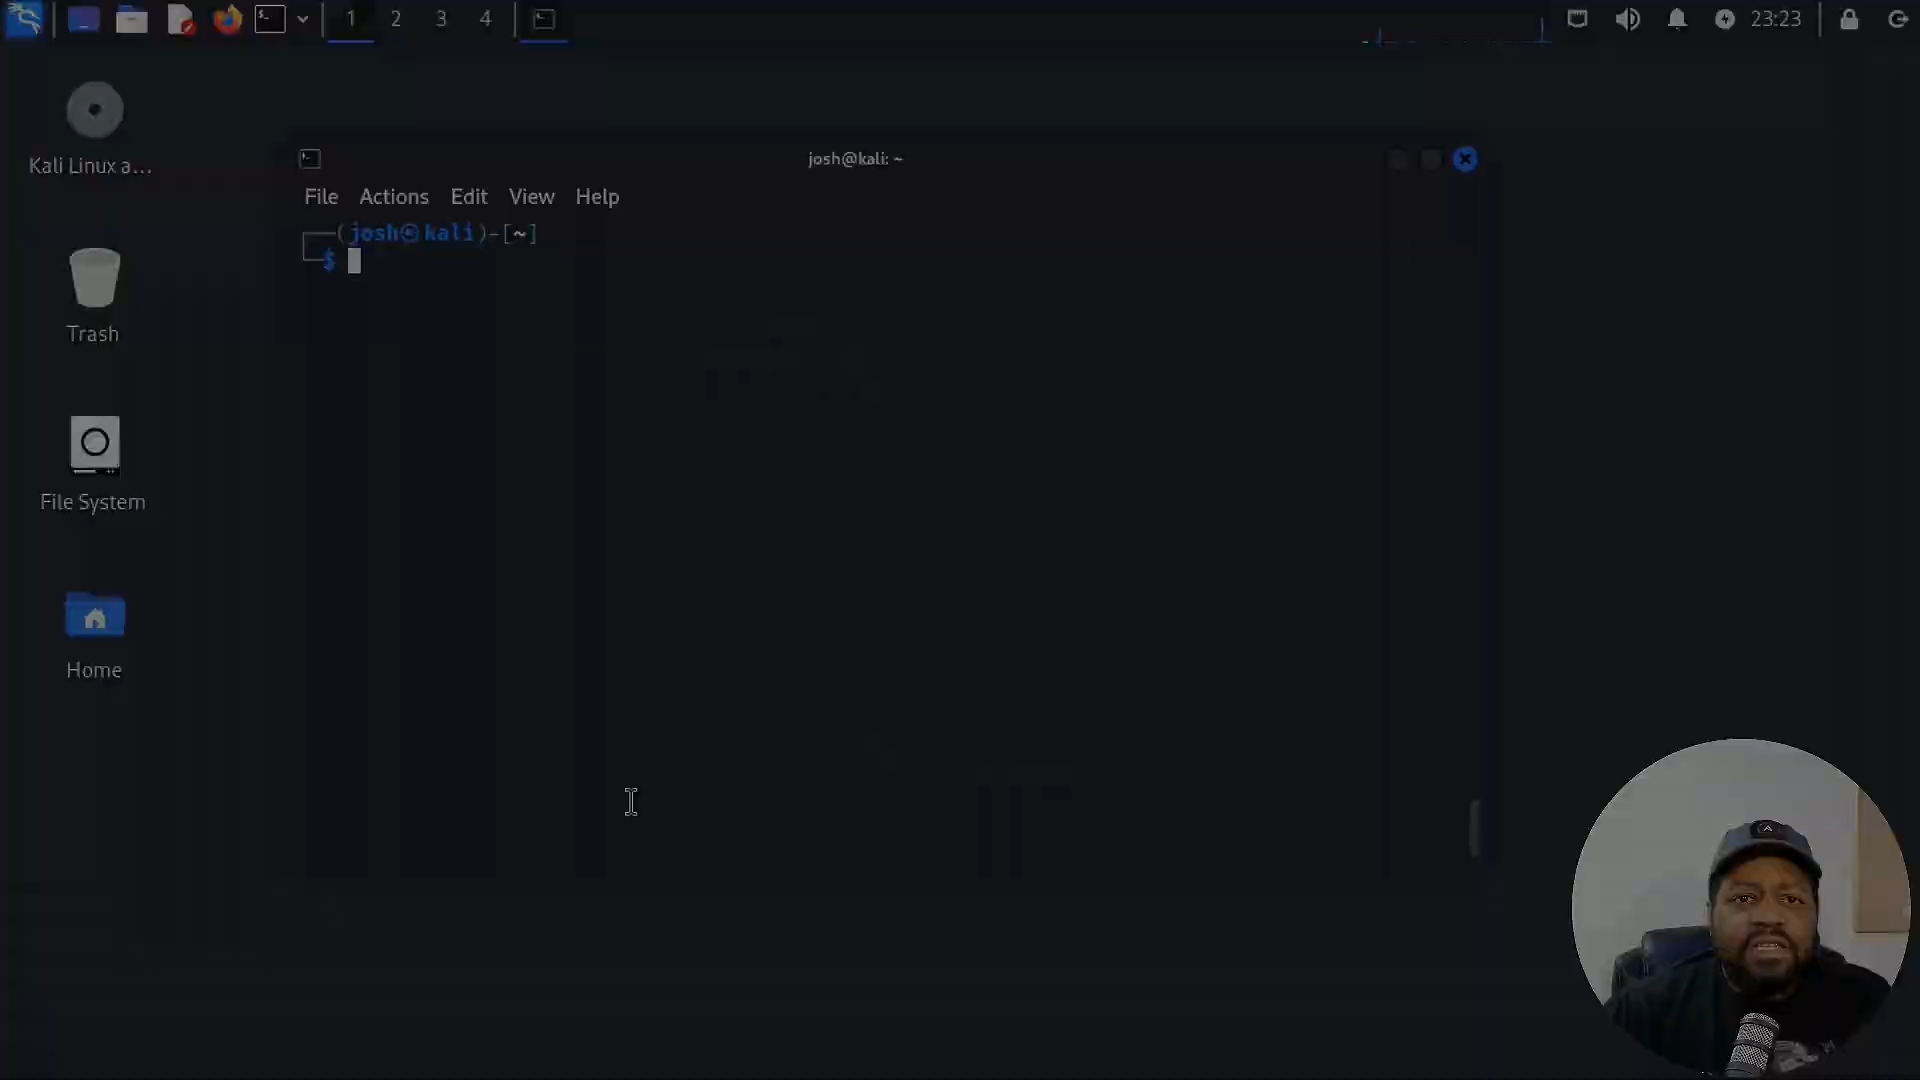 1 2 3 4
23:23
Kali Linux a...
Trash
File System
Home
josh@kali: ~
File Actions Edit View Help
(josh㉿kali)-[~]
$